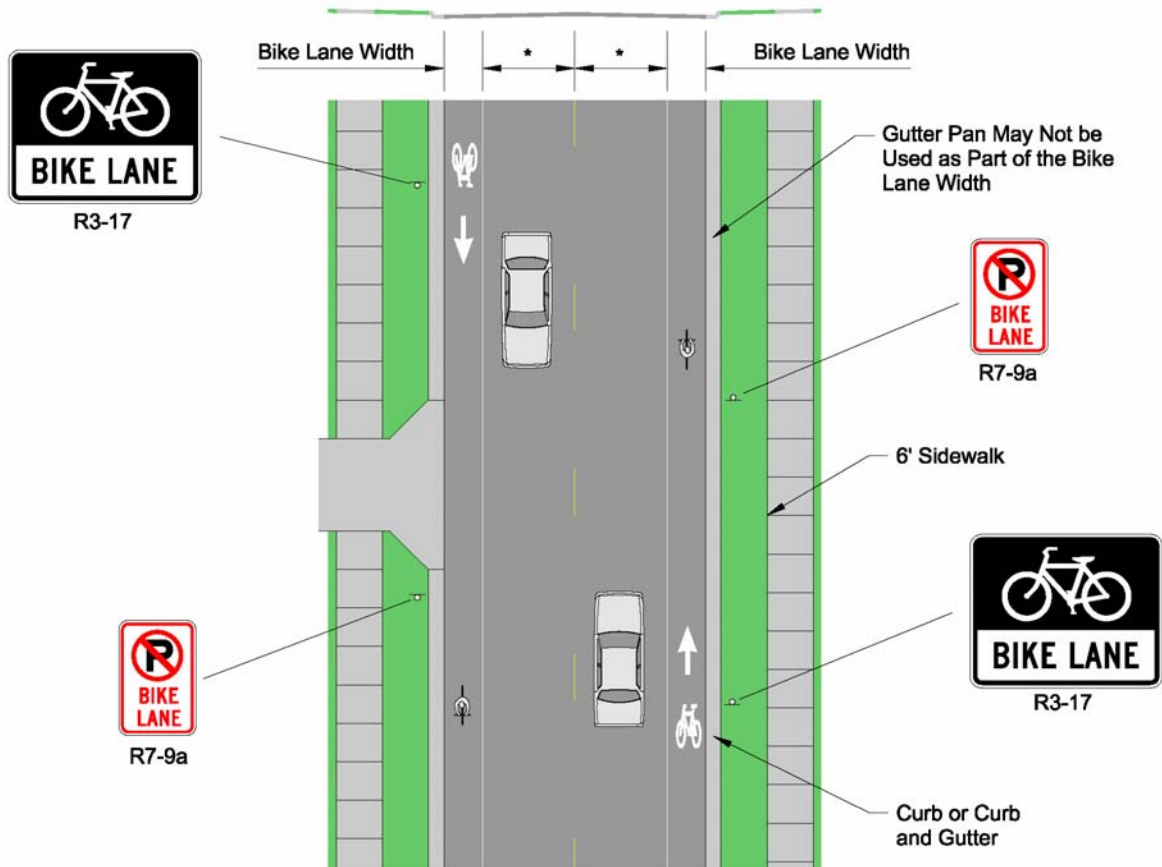 Bike Lane Width
*
*
Bike Lane Width
BIKE LANE
R3-17
Gutter Pan May Not be
Used as Part of the Bike
Lane Width
P
BIKE
LANE
R7-9a
6' Sidewalk
BIKE LANE
R3-17
P
BIKE
LANE
R7-9a
Curb or Curb
and Gutter